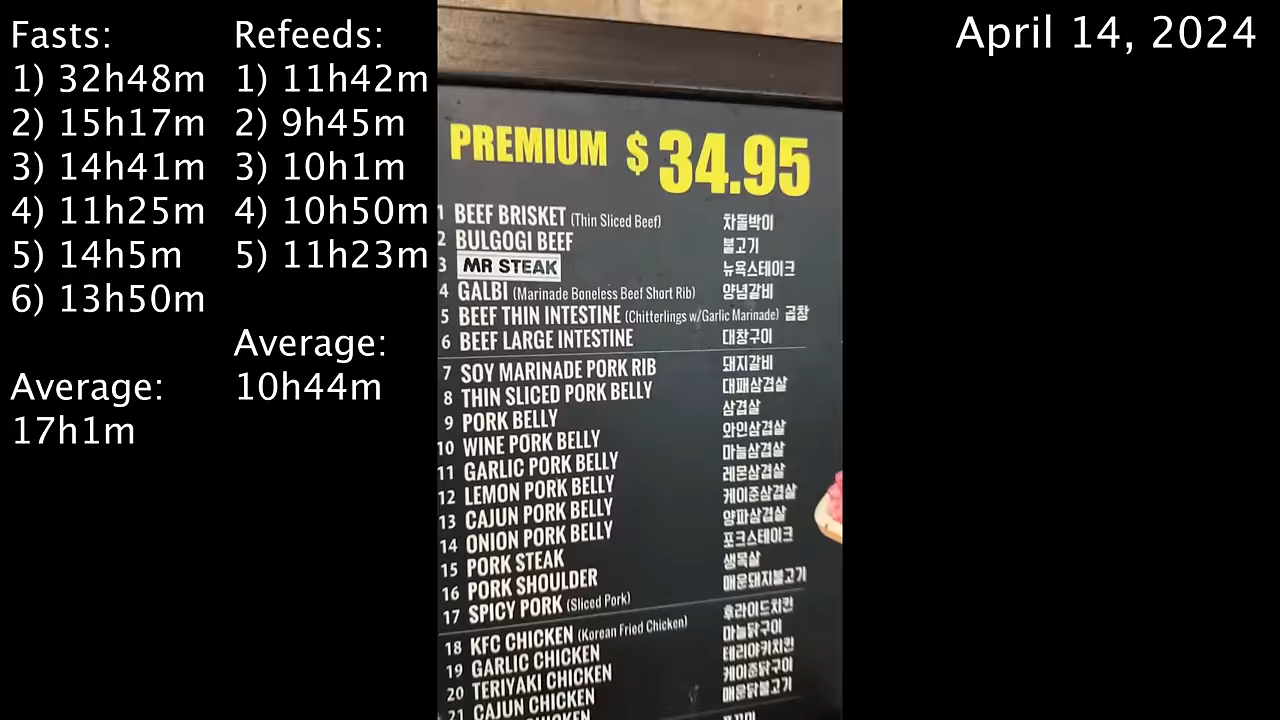 Fasts:
1) 32h48m
2) 15h17m
3) 14h41m
4) 11h25m
5) 14h5m
6) 13h50m
Average:
17h1m
Refeeds:
1) 11h42m
2) 9h45m
3) 10h1m
4) 10h50m
5) 11h23m
Average:
10h44m
PREMIUM $34.95
1 BEEF BRISKET (Thin Sliced Beef) 차돌박이
2 BULGOGI BEEF 불고기
3 MR STEAK 뉴욕스테이크
4 GALBI (Marinade Boneless Beef Short Rib) 양념갈비
5 BEEF THIN INTESTINE (Chitterlings w/Garlic Marinade) 곱창
6 BEEF LARGE INTESTINE 대창구이
7 SOY MARINADE PORK RIB 돼지갈비
8 THIN SLICED PORK BELLY 대패삼겹살
9 PORK BELLY 삼겹살
10 WINE PORK BELLY 와인삼겹살
11 GARLIC PORK BELLY 마늘삼겹살
12 LEMON PORK BELLY 레몬삼겹살
13 CAJUN PORK BELLY 케이준삼겹살
14 ONION PORK BELLY 양파삼겹살
15 PORK STEAK 포크스테이크
16 PORK SHOULDER 생목살
17 SPICY PORK (Sliced Pork) 매운돼지불고기
18 KFC CHICKEN (Korean Fried Chicken) 후라이드치킨
19 GARLIC CHICKEN 마늘닭구이
20 TERIYAKI CHICKEN 테리야키치킨
21 CAJUN CHICKEN 케이준닭구이
CHICKEN 매운닭불고기
April 14, 2024